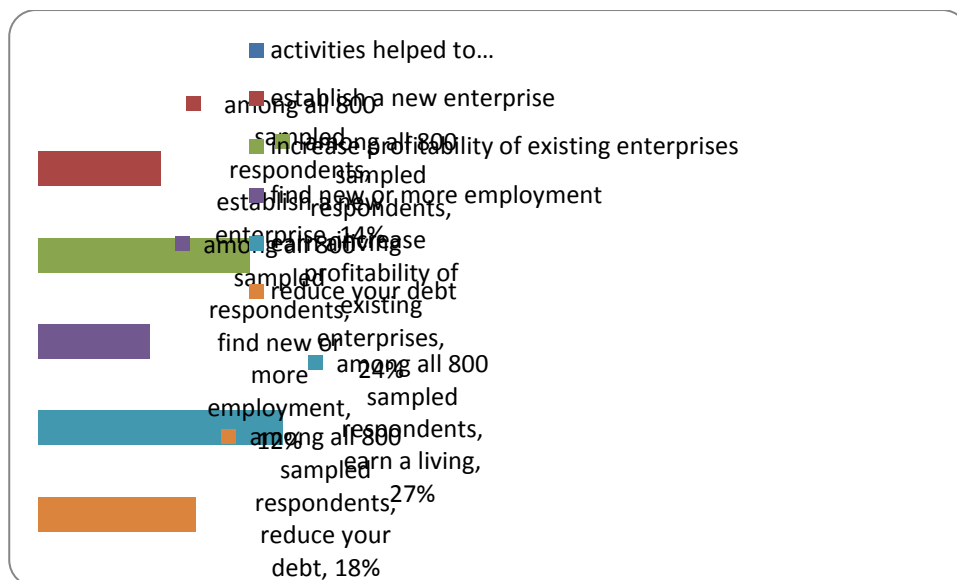 activities helped to…
establish a new enterprise
increase profitability of existing enterprises
find new or more employment
earn a living
reduce your debt
among all 800
sampled
respondents,
establish a new
enterprise, 14%
among all 800
sampled
respondents,
increase
profitability of
existing
enterprises,
24%
among all 800
sampled
respondents,
find new or
more
employment,
12%
among all 800
sampled
respondents,
earn a living,
27%
among all 800
sampled
respondents,
reduce your
debt, 18%